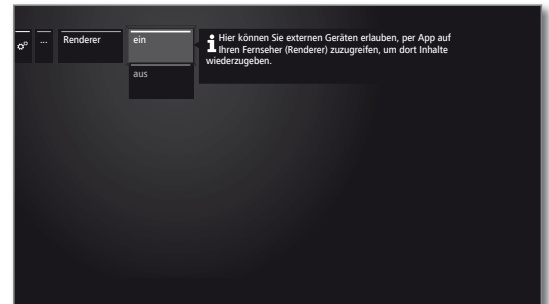 ... Renderer ein
Hier können Sie externen Geräten erlauben, per App auf
Ihren Fernseher (Renderer) zuzugreifen, um dort Inhalte
wiederzugeben.
aus